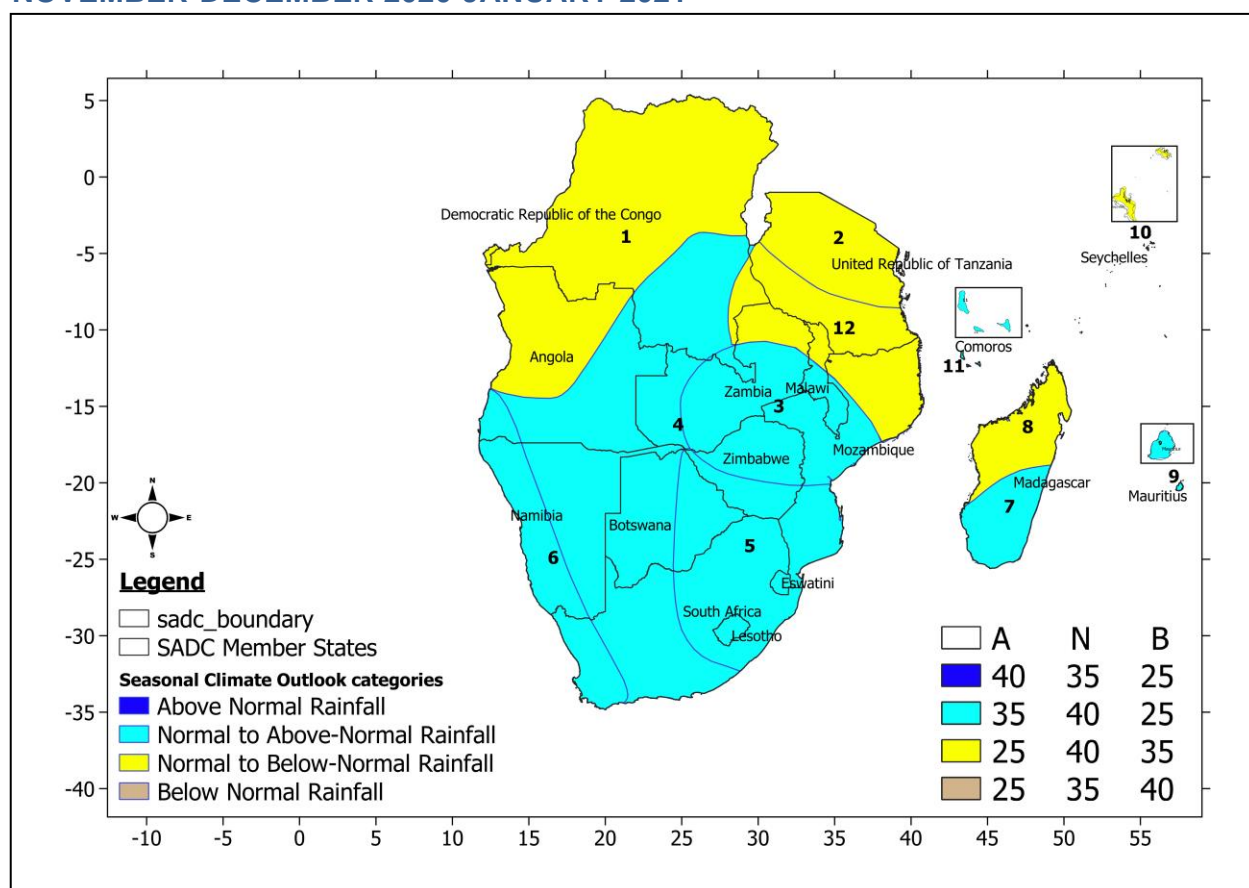 5
0
-5
-10
-15
-20
-25
-30
-35
-40
-10
-5
0
5
10
15
20
25
30
35
40
45
50
55
Democratic Republic of the Congo
1
2
United Republic of Tanzania
10
Seychelles
12
Comoros
11
Angola
Zambia
Malawi
3
4
Mozambique
Zimbabwe
8
Madagascar
7
9
Mauritius
Namibia
Botswana
6
5
Eswatini
South Africa
Lesotho
N
W
E
S
Legend
sadc_boundary
SADC Member States
Seasonal Climate Outlook categories
Above Normal Rainfall
Normal to Above-Normal Rainfall
Normal to Below-Normal Rainfall
Below Normal Rainfall
A N B
40 35 25
35 40 25
25 40 35
25 35 40